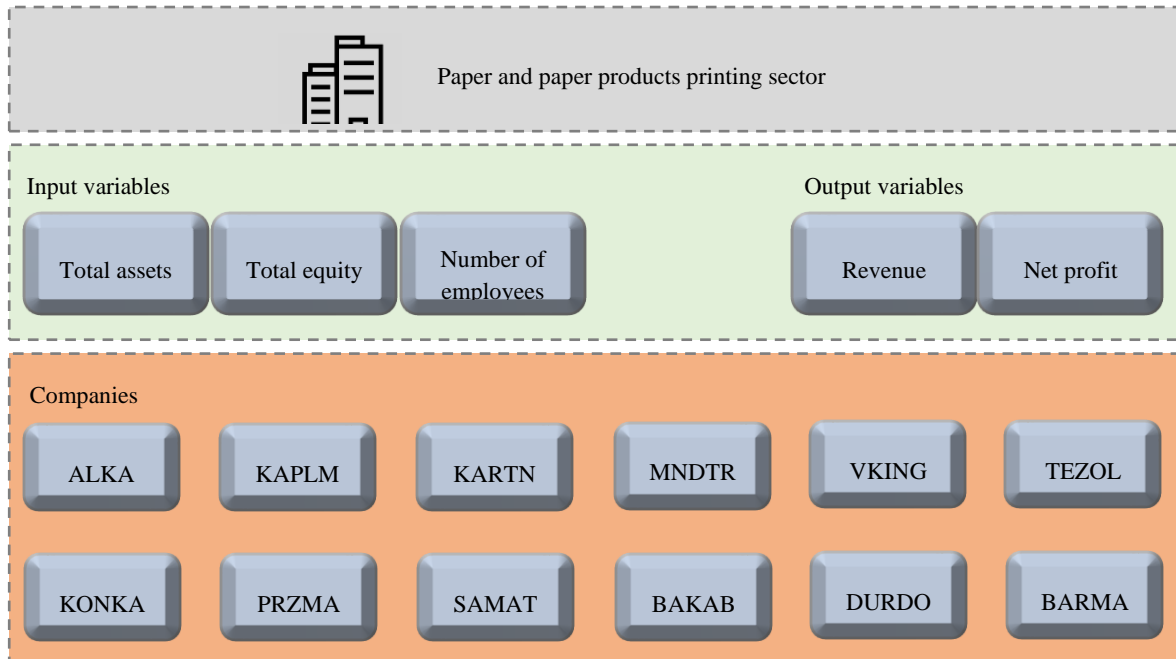 Paper and paper products printing sector
Input variables
Output variables
Total assets
Total equity
Number of
employees
Revenue
Net profit
Companies
ALKA
KAPLM
KARTN
MNDTR
VKING
TEZOL
KONKA
PRZMA
SAMAT
BAKAB
DURDO
BARMA